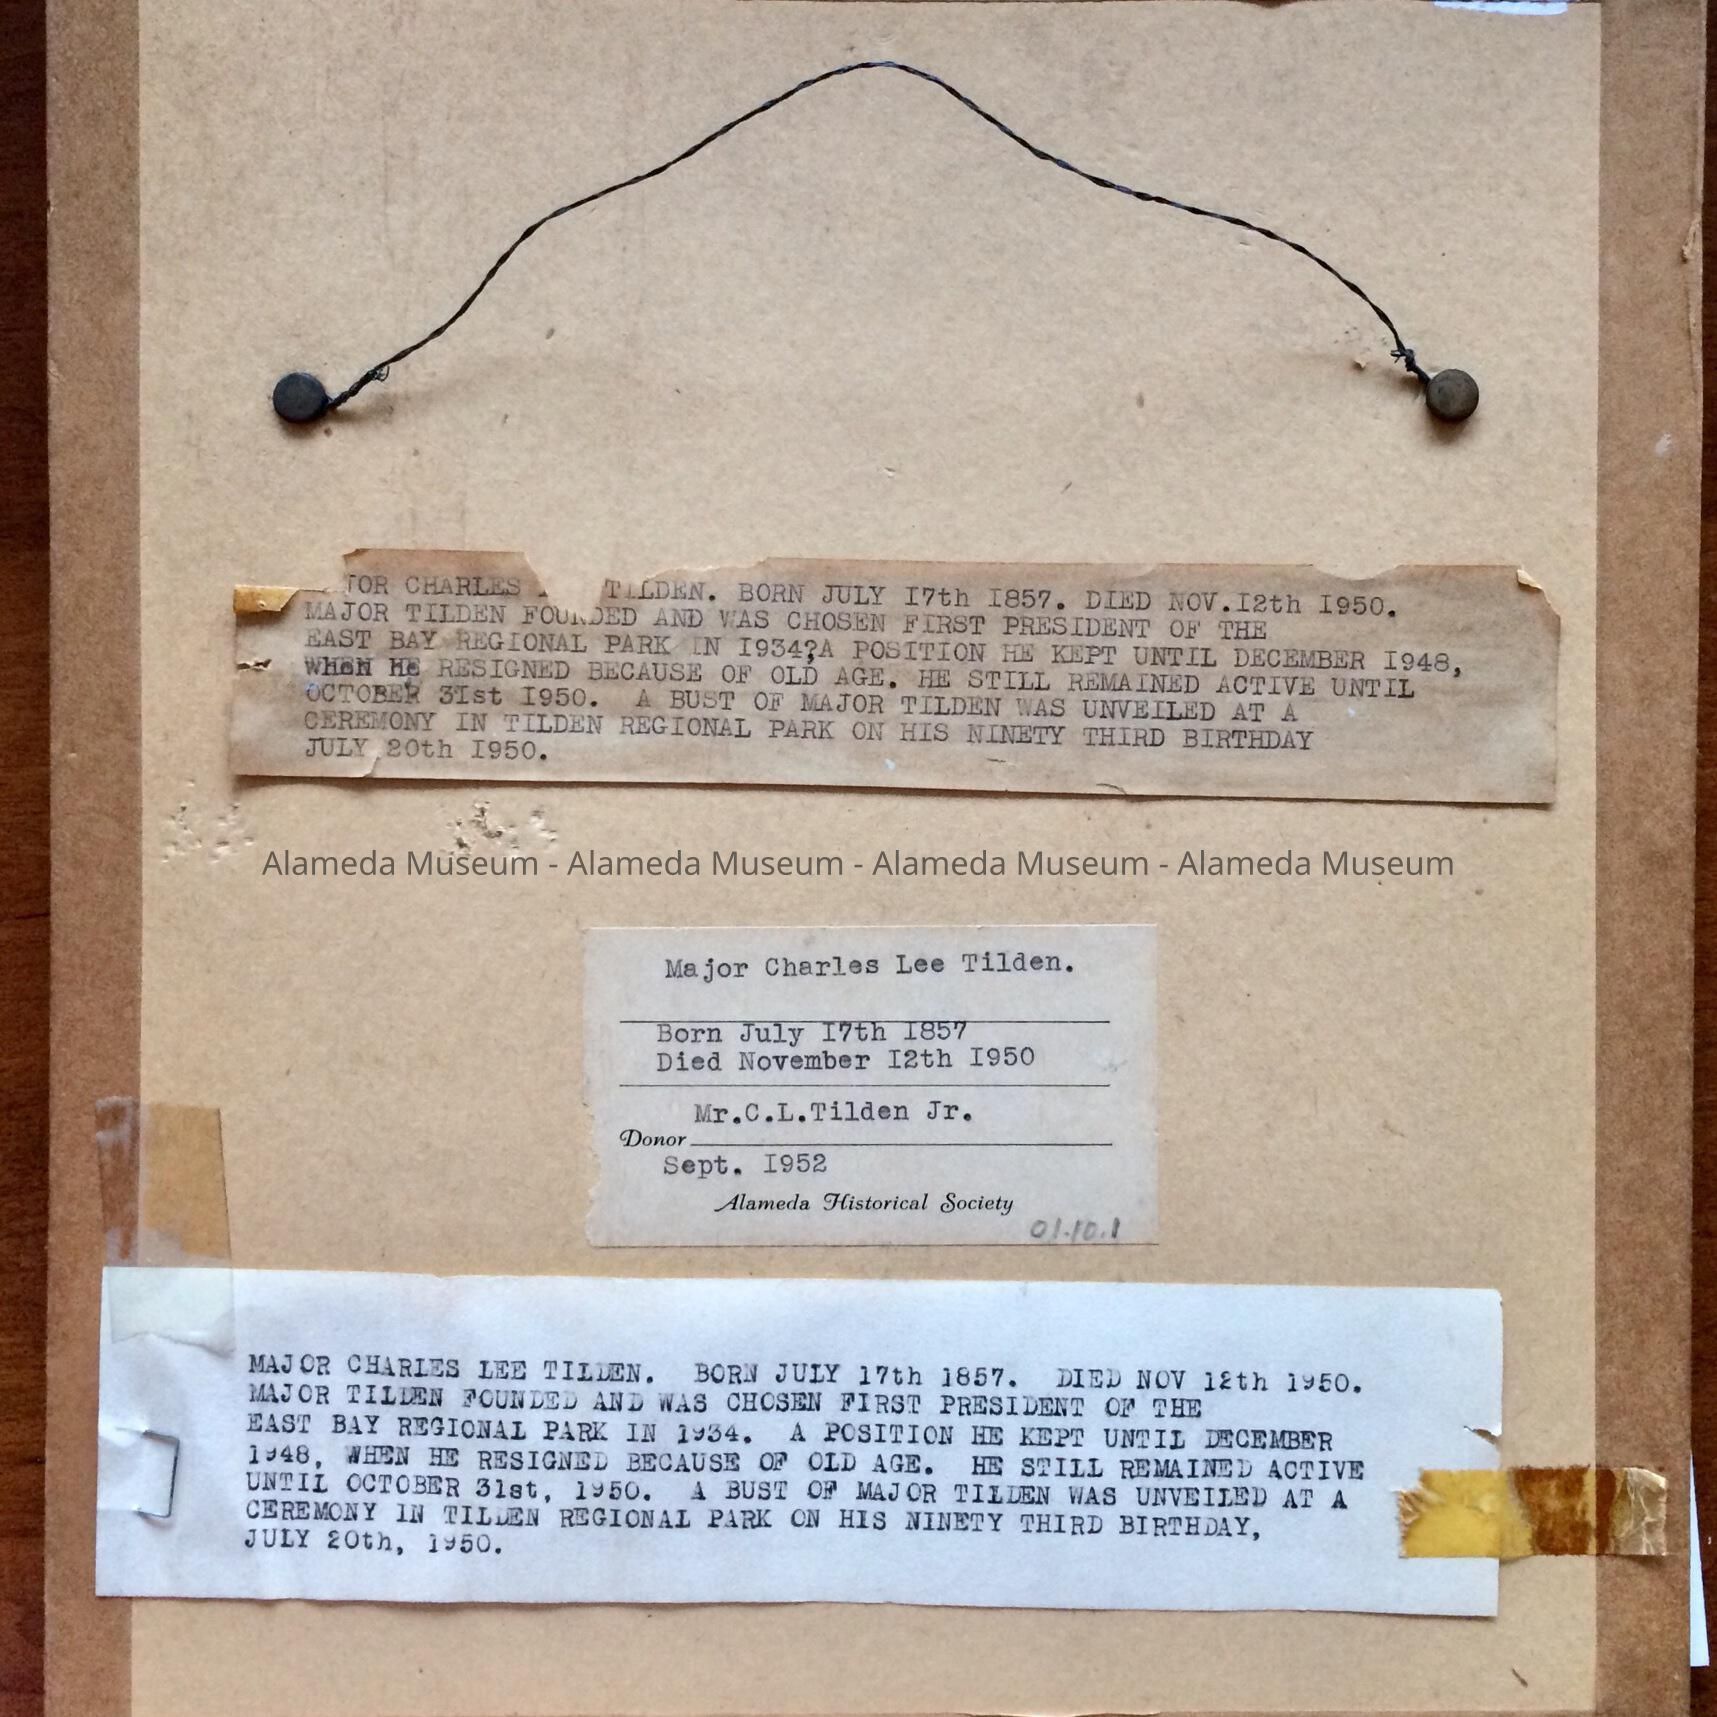 JOR CHARLES TILDEN. BORN JULY I7th I857. DIED NOV.I2th I950.
MAJOR TILDEN FOUNDED AND WAS CHOSEN FIRST PRESIDENT OF THE
EAST BAY REGIONAL PARK IN I934?A POSITION HE KEPT UNTIL DECEMBER I948,
WHEN HE RESIGNED BECAUSE OF OLD AGE. HE STILL REMAINED ACTIVE UNTIL
OCTOBER 3Ist I950. A BUST OF MAJOR TILDEN WAS UNVEILED AT A
CEREMONY IN TILDEN REGIONAL PARK ON HIS NINETY THIRD BIRTHDAY
JULY 20th I950.
Alameda Museum - Alameda Museum - Alameda Museum - Alameda Museum
Major Charles Lee Tilden.
Born July I7th I857
Died November I2th I950
Mr.C.L.Tilden Jr.
Donor
Sept. I952
Alameda Historical Society
01.10.1
MAJOR CHARLES LEE TILDEN. BORN JULY 17th 1857. DIED NOV 12th 1950.
MAJOR TILDEN FOUNDED AND WAS CHOSEN FIRST PRESIDENT OF THE
EAST BAY REGIONAL PARK IN 1934. A POSITION HE KEPT UNTIL DECEMBER
1948, WHEN HE RESIGNED BECAUSE OF OLD AGE. HE STILL REMAINED ACTIVE
UNTIL OCTOBER 31st, 1950. A BUST OF MAJOR TILDEN WAS UNVEILED AT A
CEREMONY IN TILDEN REGIONAL PARK ON HIS NINETY THIRD BIRTHDAY,
JULY 20th, 1950.